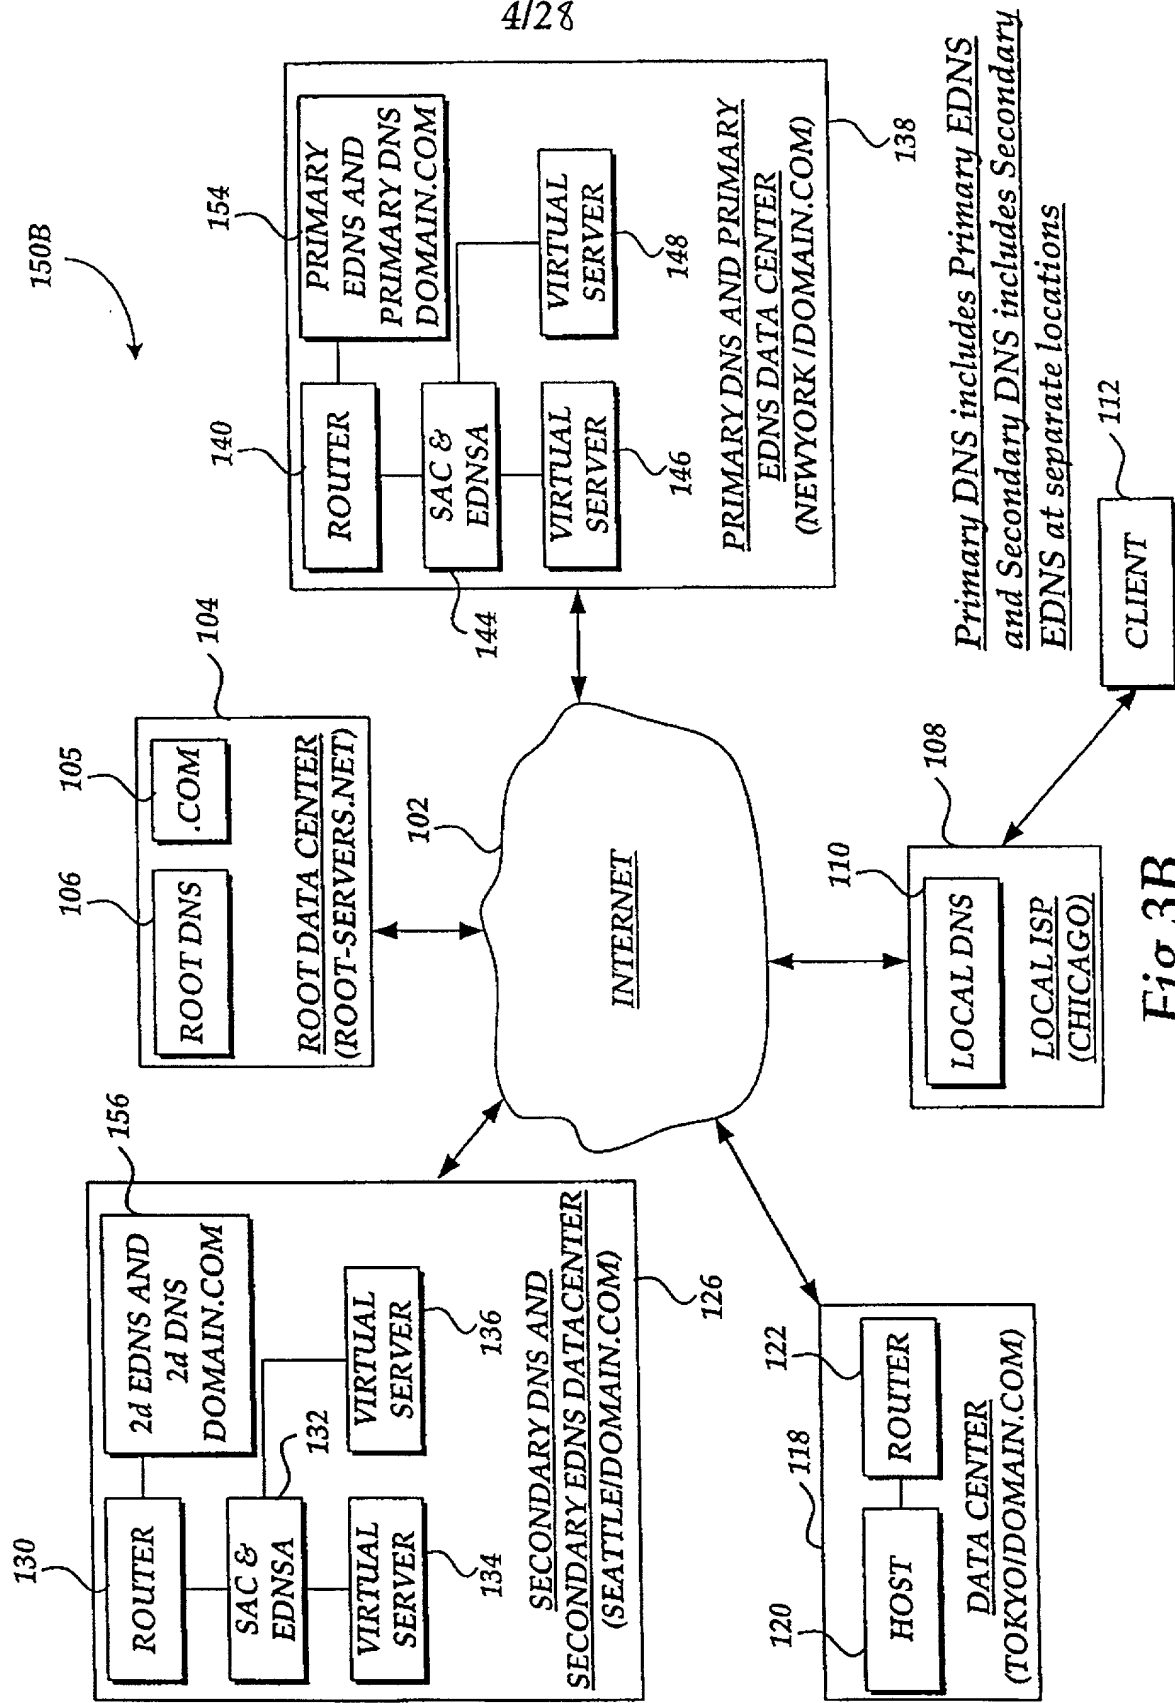 4/28
150B
130
ROUTER
2d EDNS AND
2d DNS
DOMAIN.COM
156
SAC &
EDNSA
132
VIRTUAL
SERVER
134
VIRTUAL
SERVER
136
SECONDARY DNS AND
SECONDARY EDNS DATACENTER
(SEATTLE/DOMAIN.COM)
126
106
ROOT DNS
105
.COM
104
ROOT DATA CENTER
(ROOT-SERVERS.NET)
140
ROUTER
154
PRIMARY
EDNS AND
PRIMARY DNS
DOMAIN.COM
144
SAC &
EDNSA
VIRTUAL
SERVER
146
VIRTUAL
SERVER
148
PRIMARY DNS AND PRIMARY
EDNS DATA CENTER
(NEWYORK/DOMAIN.COM)
138
102
INTERNET
118
120
HOST
122
ROUTER
DATA CENTER
(TOKYO/DOMAIN.COM)
110
108
LOCAL DNS
LOCAL ISP
(CHICAGO)
112
CLIENT
Primary DNS includes Primary EDNS
and Secondary DNS includes Secondary
EDNS at separate locations
Fig. 3B